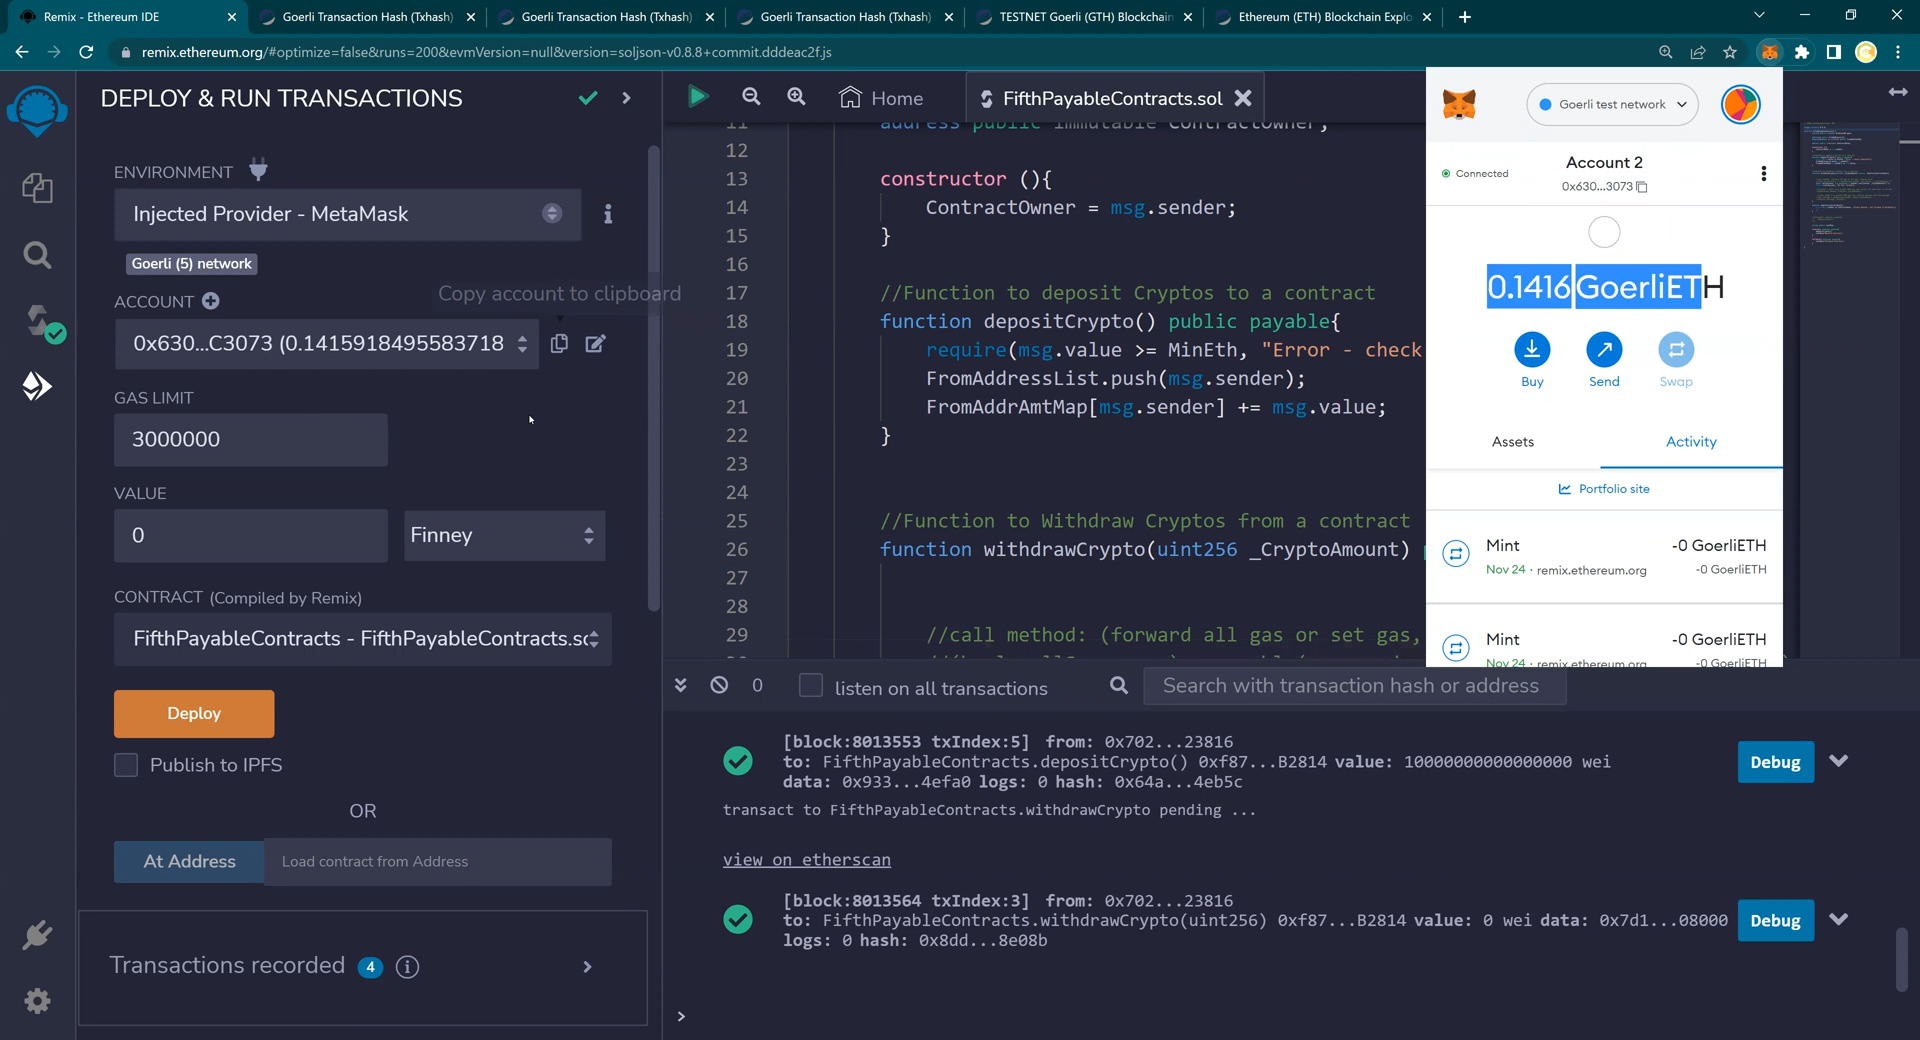 Remix - Ethereum IDE
Goerli Transaction Hash (Txhash)
Goerli Transaction Hash (Txhash)
Goerli Transaction Hash (Txhash)
TESTNET Goerli (GTH) Blockchain
Ethereum (ETH) Blockchain Explo
remix.ethereum.org/#optimize=false&runs=200&evmVersion=null&version=soljson-v0.8.8+commit.dddeac2f.js
DEPLOY & RUN TRANSACTIONS
ENVIRONMENT
Injected Provider - MetaMask
Goerli (5) network
ACCOUNT
Copy account to clipboard
0x630...C3073 (0.1415918495583718
GAS LIMIT
3000000
VALUE
0
Finney
CONTRACT (Compiled by Remix)
FifthPayableContracts - FifthPayableContracts.sc
Deploy
Publish to IPFS
OR
At Address
Load contract from Address
Transactions recorded 4
Home
FifthPayableContracts.sol
11 address public immutable ContractOwner;
12
13 constructor (){
14 ContractOwner = msg.sender;
15 }
16
17 //Function to deposit Cryptos to a contract
18 function depositCrypto() public payable{
19 require(msg.value >= MinEth, "Error - check
20 FromAddressList.push(msg.sender);
21 FromAddrAmtMap[msg.sender] += msg.value;
22 }
23
24
25 //Function to Withdraw Cryptos from a contract
26 function withdrawCrypto(uint256 _CryptoAmount)
27
28
29 //call method: (forward all gas or set gas,
0
listen on all transactions
Search with transaction hash or address
[block:8013553 txIndex:5] from: 0x702...23816
to: FifthPayableContracts.depositCrypto() 0xf87...B2814 value: 10000000000000000 wei
data: 0x933...4efa0 logs: 0 hash: 0x64a...4eb5c
Debug
transact to FifthPayableContracts.withdrawCrypto pending ...
view on etherscan
[block:8013564 txIndex:3] from: 0x702...23816
to: FifthPayableContracts.withdrawCrypto(uint256) 0xf87...B2814 value: 0 wei data: 0x7d1...08000
logs: 0 hash: 0x8dd...8e08b
Debug
>
Goerli test network
Connected
Account 2
0x630...3073
0.1416 GoerliETH
Buy
Send
Swap
Assets
Activity
Portfolio site
Mint
-0 GoerliETH
Nov 24 · remix.ethereum.org
-0 GoerliETH
Mint
-0 GoerliETH
Nov 24 · remix.ethereum.org
-0 GoerliETH